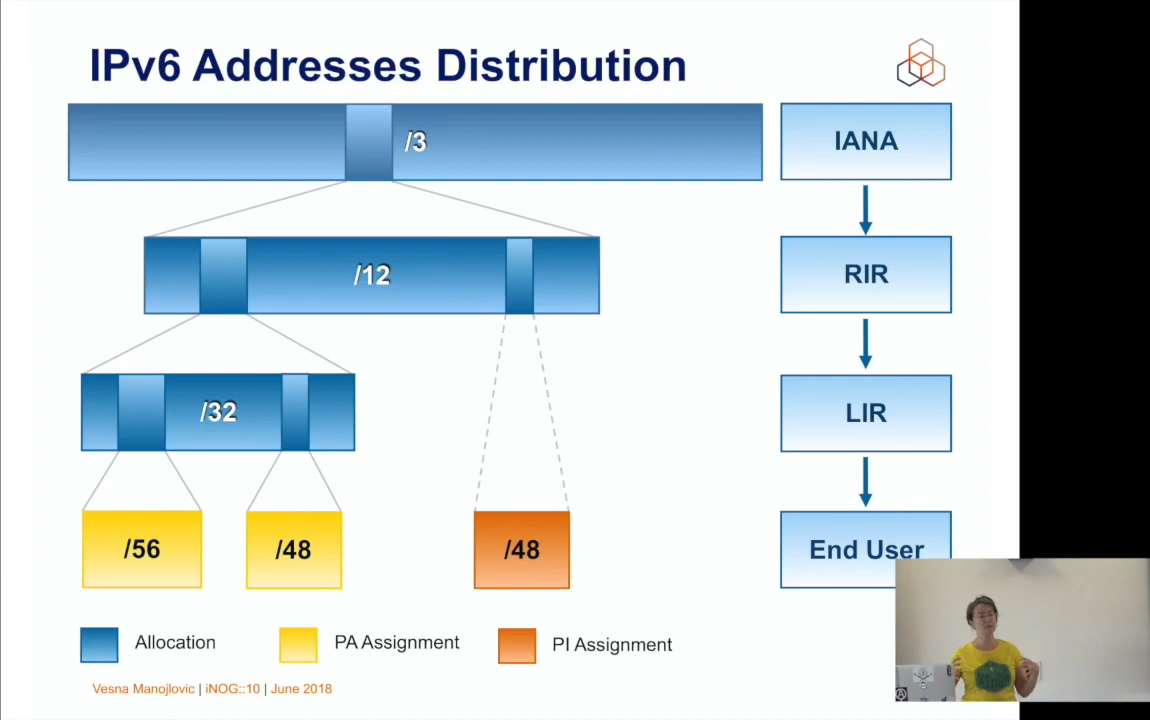 IPv6 Addresses Distribution
/3
IANA
/12
RIR
/32
LIR
/56
/48
/48
End User
Allocation
PA Assignment
PI Assignment
Vesna Manojlovic | iNOG::10 | June 2018